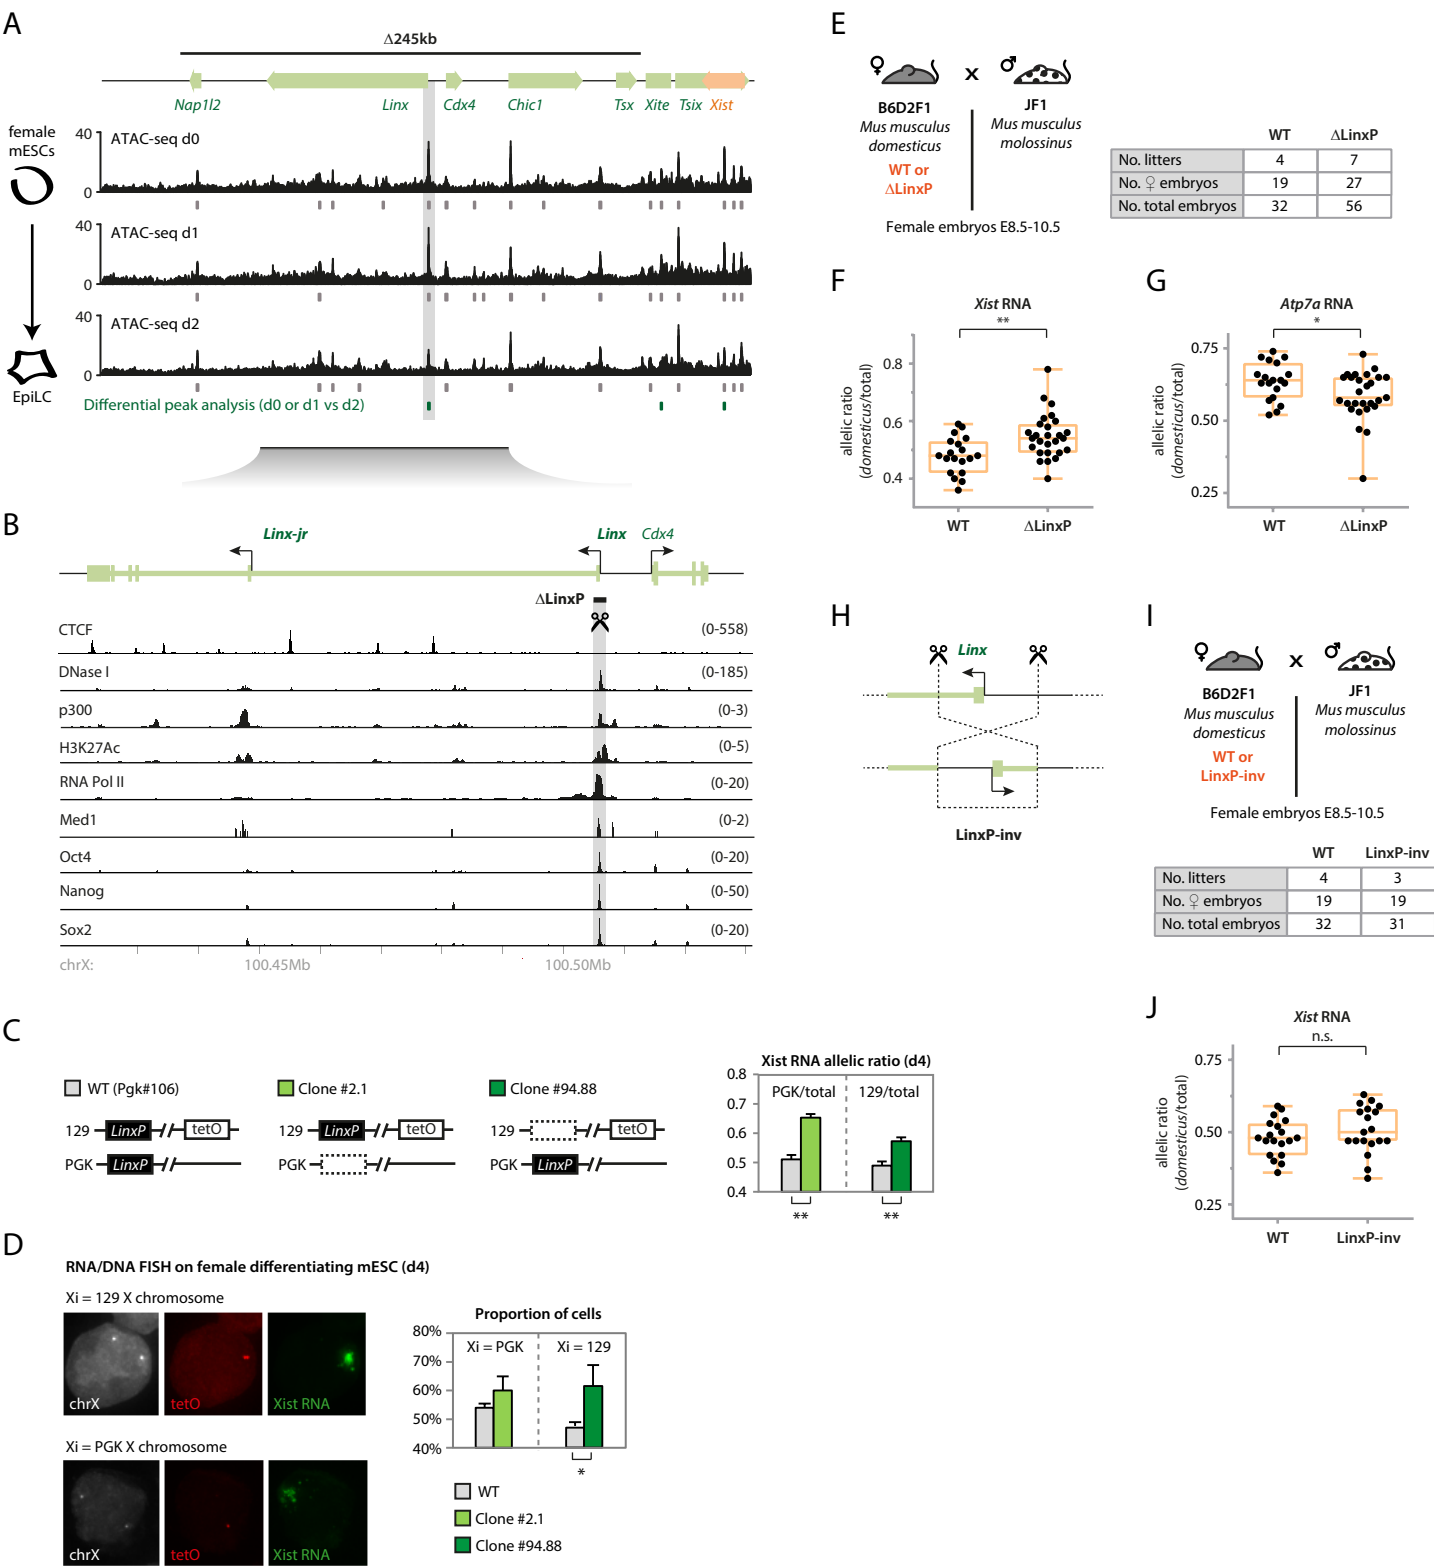 A
Δ245kb
Nap1l2 Linx Cdx4 Chic1 Tsx Xite Tsix Xist
female
mESCs
40
ATAC-seq d0
0
40
ATAC-seq d1
0
40
ATAC-seq d2
0
EpiLC
Differential peak analysis (d0 or d1 vs d2)
B
Linx-jr Linx Cdx4
ΔLinxP
CTCF (0-558)
DNase I (0-185)
p300 (0-3)
H3K27Ac (0-5)
RNA Pol II (0-20)
Med1 (0-2)
Oct4 (0-20)
Nanog (0-50)
Sox2 (0-20)
chrX: 100.45Mb 100.50Mb
C
WT (Pgk#106) Clone #2.1 Clone #94.88
129 LinxP tetO 129 LinxP tetO 129 tetO
PGK LinxP PGK PGK LinxP
Xist RNA allelic ratio (d4)
0.8
0.7
0.6
0.5
0.4
PGK/total 129/total
** **
D
RNA/DNA FISH on female differentiating mESC (d4)
Xi = 129 X chromosome
chrX tetO Xist RNA
Xi = PGK X chromosome
chrX tetO Xist RNA
Proportion of cells
80%
70%
60%
50%
40%
Xi = PGK Xi = 129
*
WT
Clone #2.1
Clone #94.88
E
♀ x ♂
B6D2F1 JF1
Mus musculus Mus musculus
domesticus molossinus
WT or
ΔLinxP
Female embryos E8.5-10.5
WT ΔLinxP
No. litters 4 7
No. ♀ embryos 19 27
No. total embryos 32 56
F
Xist RNA
**
allelic ratio
(domesticus/total)
0.8
0.6
0.4
WT ΔLinxP
G
Atp7a RNA
*
allelic ratio
(domesticus/total)
0.75
0.50
0.25
WT ΔLinxP
H
Linx
LinxP-inv
I
♀ x ♂
B6D2F1 JF1
Mus musculus Mus musculus
domesticus molossinus
WT or
LinxP-inv
Female embryos E8.5-10.5
WT LinxP-inv
No. litters 4 3
No. ♀ embryos 19 19
No. total embryos 32 31
J
Xist RNA
n.s.
allelic ratio
(domesticus/total)
0.75
0.50
0.25
WT LinxP-inv